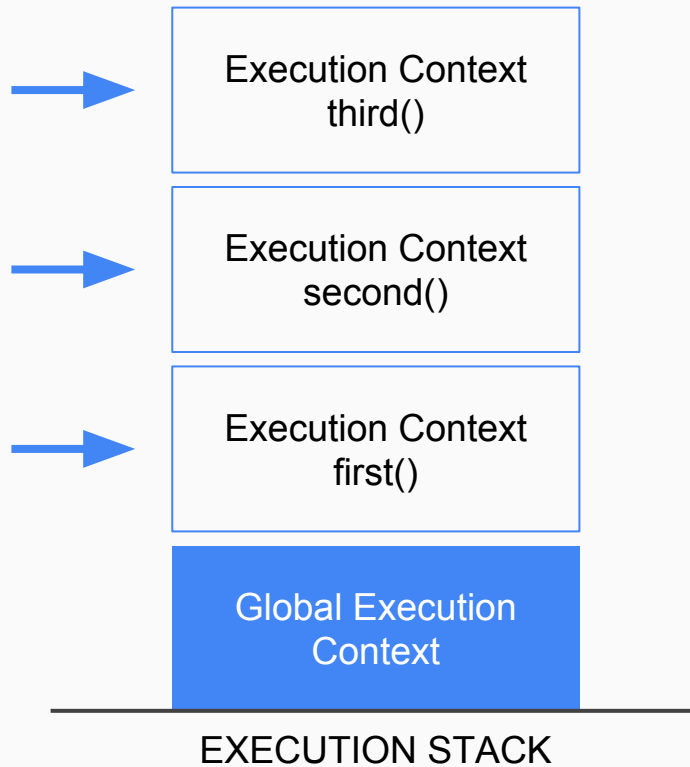 Execution Context
third()
Execution Context
second()
Execution Context
first()
Global Execution
Context
EXECUTION STACK